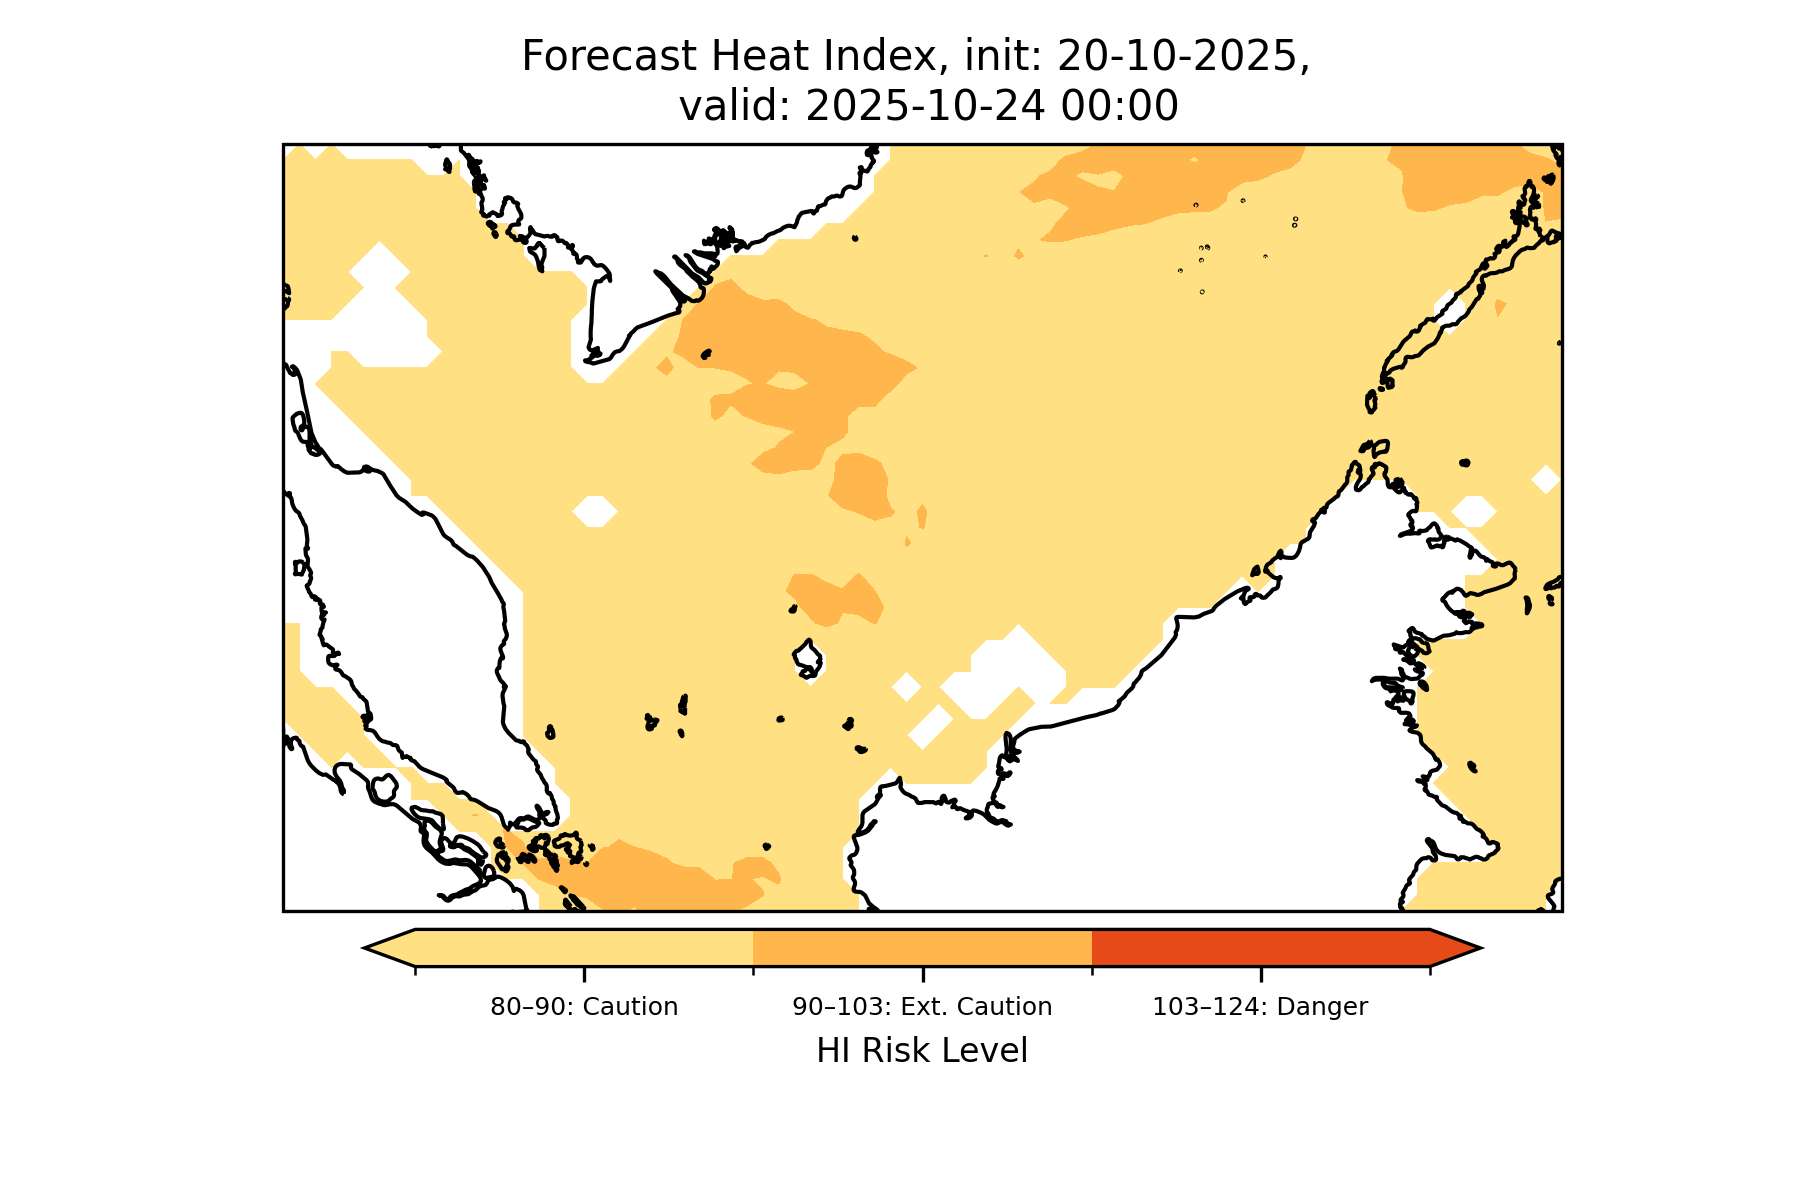 Forecast Heat Index, init: 20-10-2025,
valid: 2025-10-24 00:00
80–90: Caution
90–103: Ext. Caution
103–124: Danger
HI Risk Level